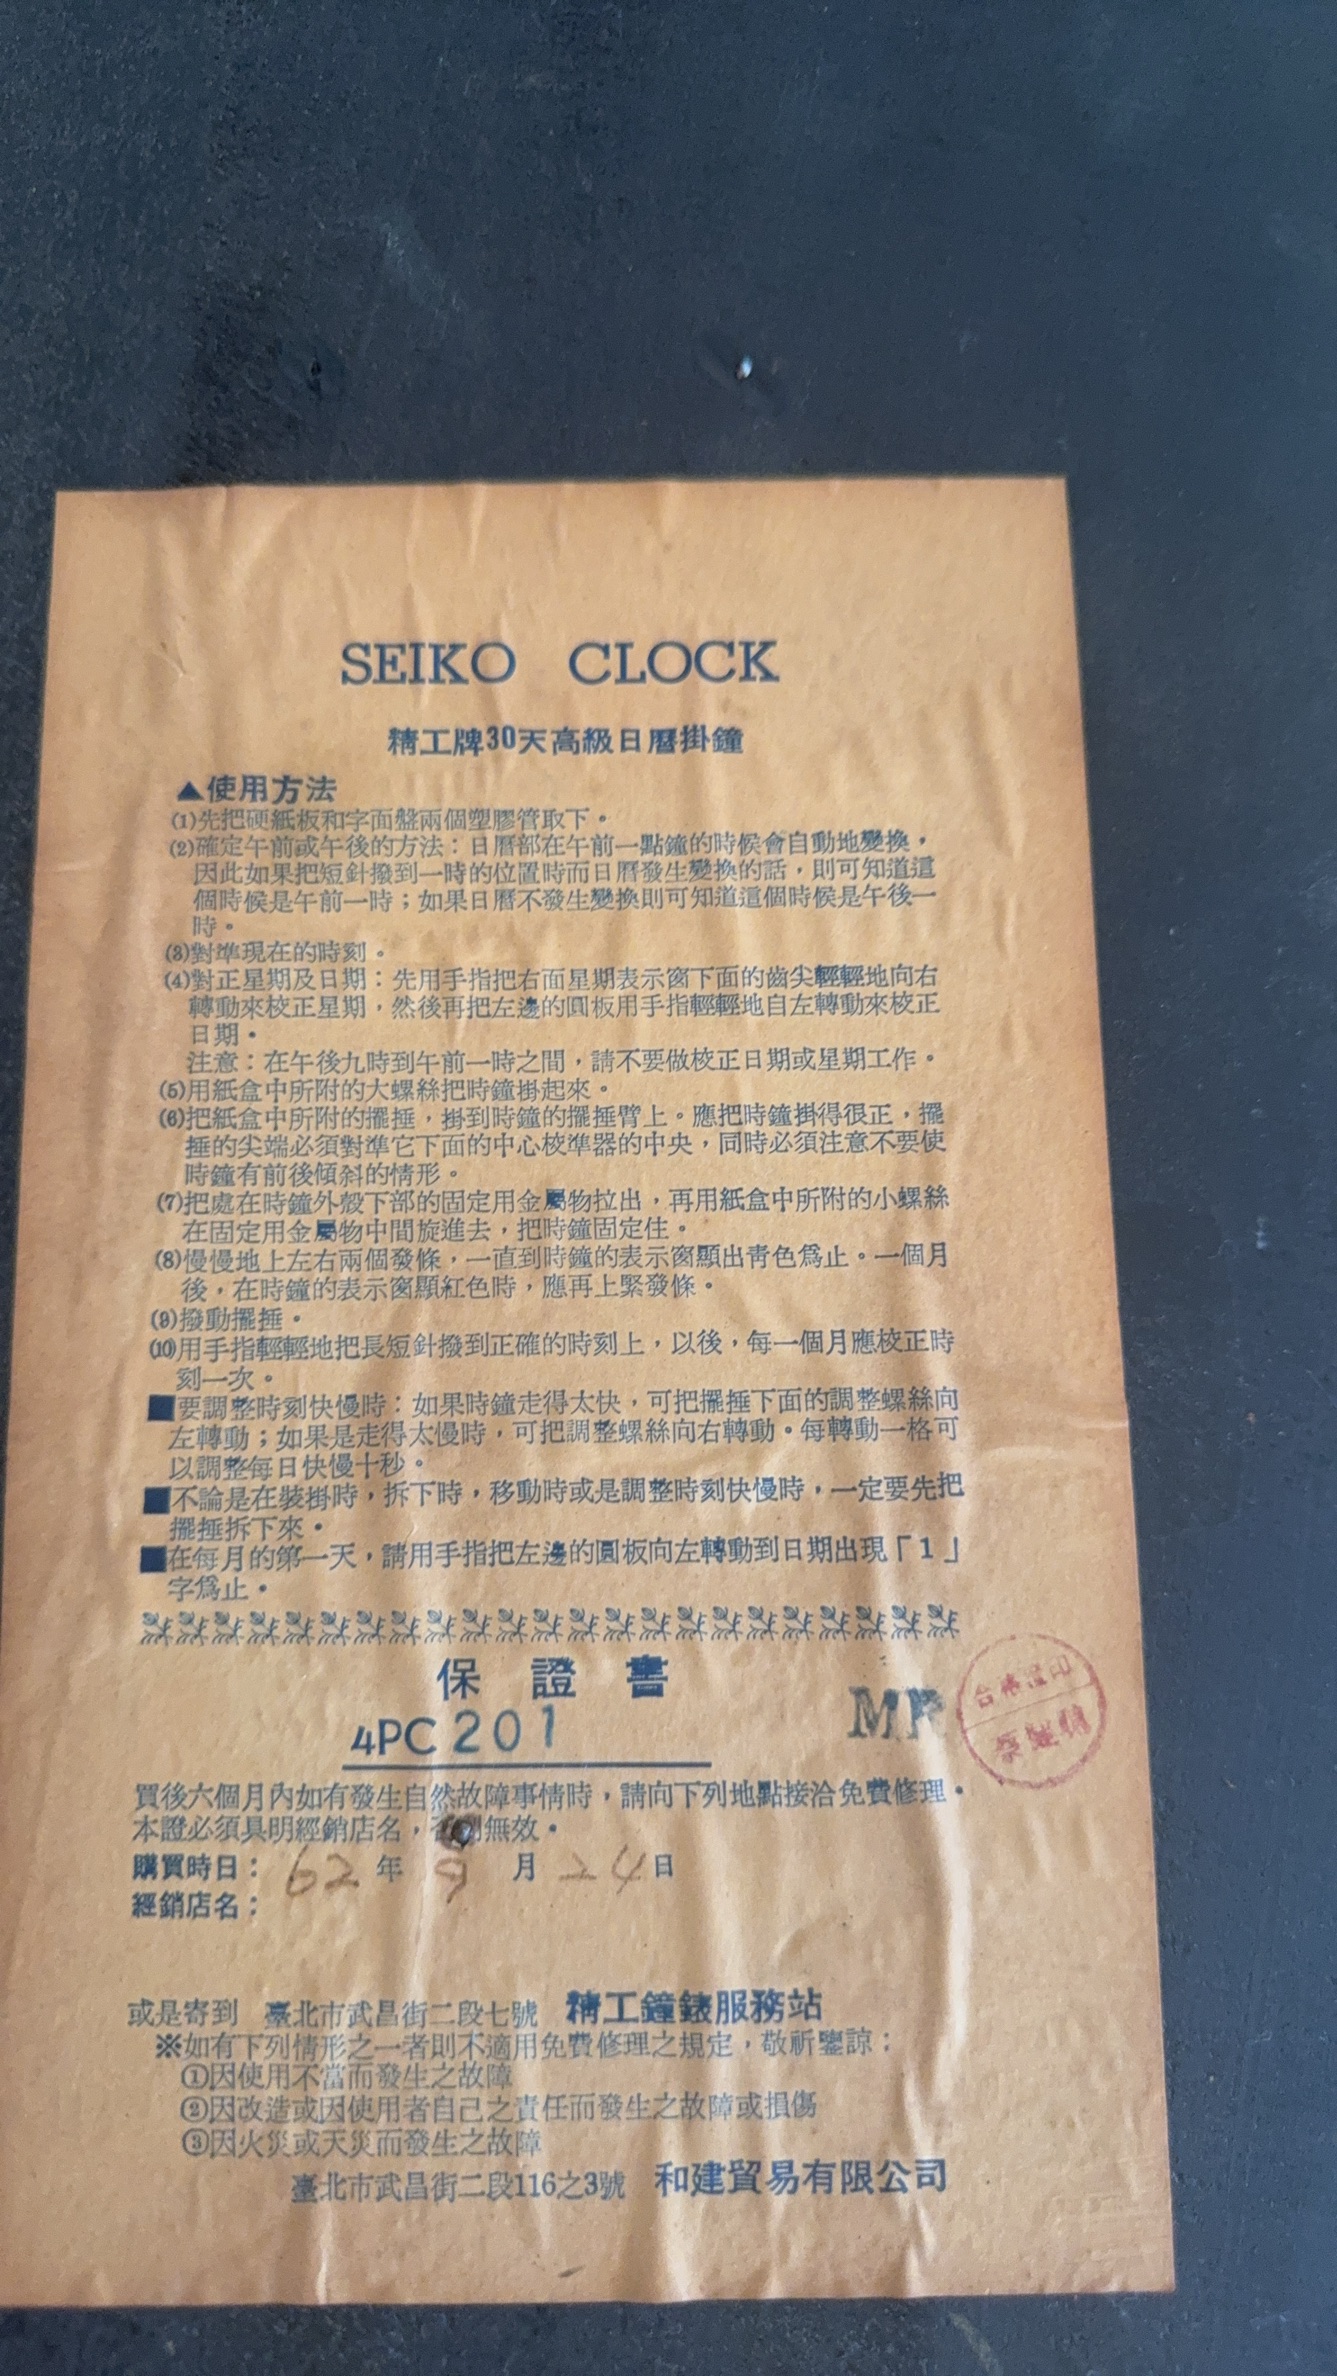 SEIKO CLOCK
精工牌30天高級日曆掛鐘
▲使用方法
(1)先把硬紙板和字面盤兩個塑膠管取下。
(2)確定午前或午後的方法：日曆部在午前一點鐘的時候會自動地變換，
因此如果把短針撥到一時的位置時而日曆發生變換的話，則可知道這
個時候是午前一時；如果日曆不發生變換則可知道這個時候是午後一
時。
(3)對準現在的時刻。
(4)對正星期及日期：先用手指把右面星期表示窗下面的齒尖輕輕地向右
轉動來校正星期，然後再把左邊的圓板用手指輕輕地自左轉動來校正
日期。
注意：在午後九時到午前一時之間，請不要做校正日期或星期工作。
(5)用紙盒中所附的大螺絲把時鐘掛起來。
(6)把紙盒中所附的擺捶，掛到時鐘的擺捶臂上。應把時鐘掛得很正，擺
捶的尖端必須對準它下面的中心校準器的中央，同時必須注意不要使
時鐘有前後傾斜的情形。
(7)把處在時鐘外殼下部的固定用金屬物拉出，再用紙盒中所附的小螺絲
在固定用金屬物中間旋進去，把時鐘固定住。
(8)慢慢地上左右兩個發條，一直到時鐘的表示窗顯出靑色爲止。一個月
後，在時鐘的表示窗顯紅色時，應再上緊發條。
(9)撥動擺捶。
(10)用手指輕輕地把長短針撥到正確的時刻上，以後，每一個月應校正時
刻一次。
■要調整時刻快慢時：如果時鐘走得太快，可把擺捶下面的調整螺絲向
左轉動；如果是走得太慢時，可把調整螺絲向右轉動。每轉動一格可
以調整每日快慢十秒。
■不論是在裝掛時，拆下時，移動時或是調整時刻快慢時，一定要先把
擺捶拆下來。
■在每月的第一天，請用手指把左邊的圓板向左轉動到日期出現「1」
字爲止。
保證書
4PC 201
買後六個月內如有發生自然故障事情時，請向下列地點接洽免費修理。
本證必須具明經銷店名，無效。
購買時日：62年9月24日
經銷店名：
或是寄到 臺北市武昌街二段七號 精工鐘錶服務站
※如有下列情形之一者則不適用免費修理之規定，敬祈鑒諒：
①因使用不當而發生之故障
②因改造或因使用者自己之責任而發生之故障或損傷
③因火災或天災而發生之故障
臺北市武昌街二段116之3號 和建貿易有限公司